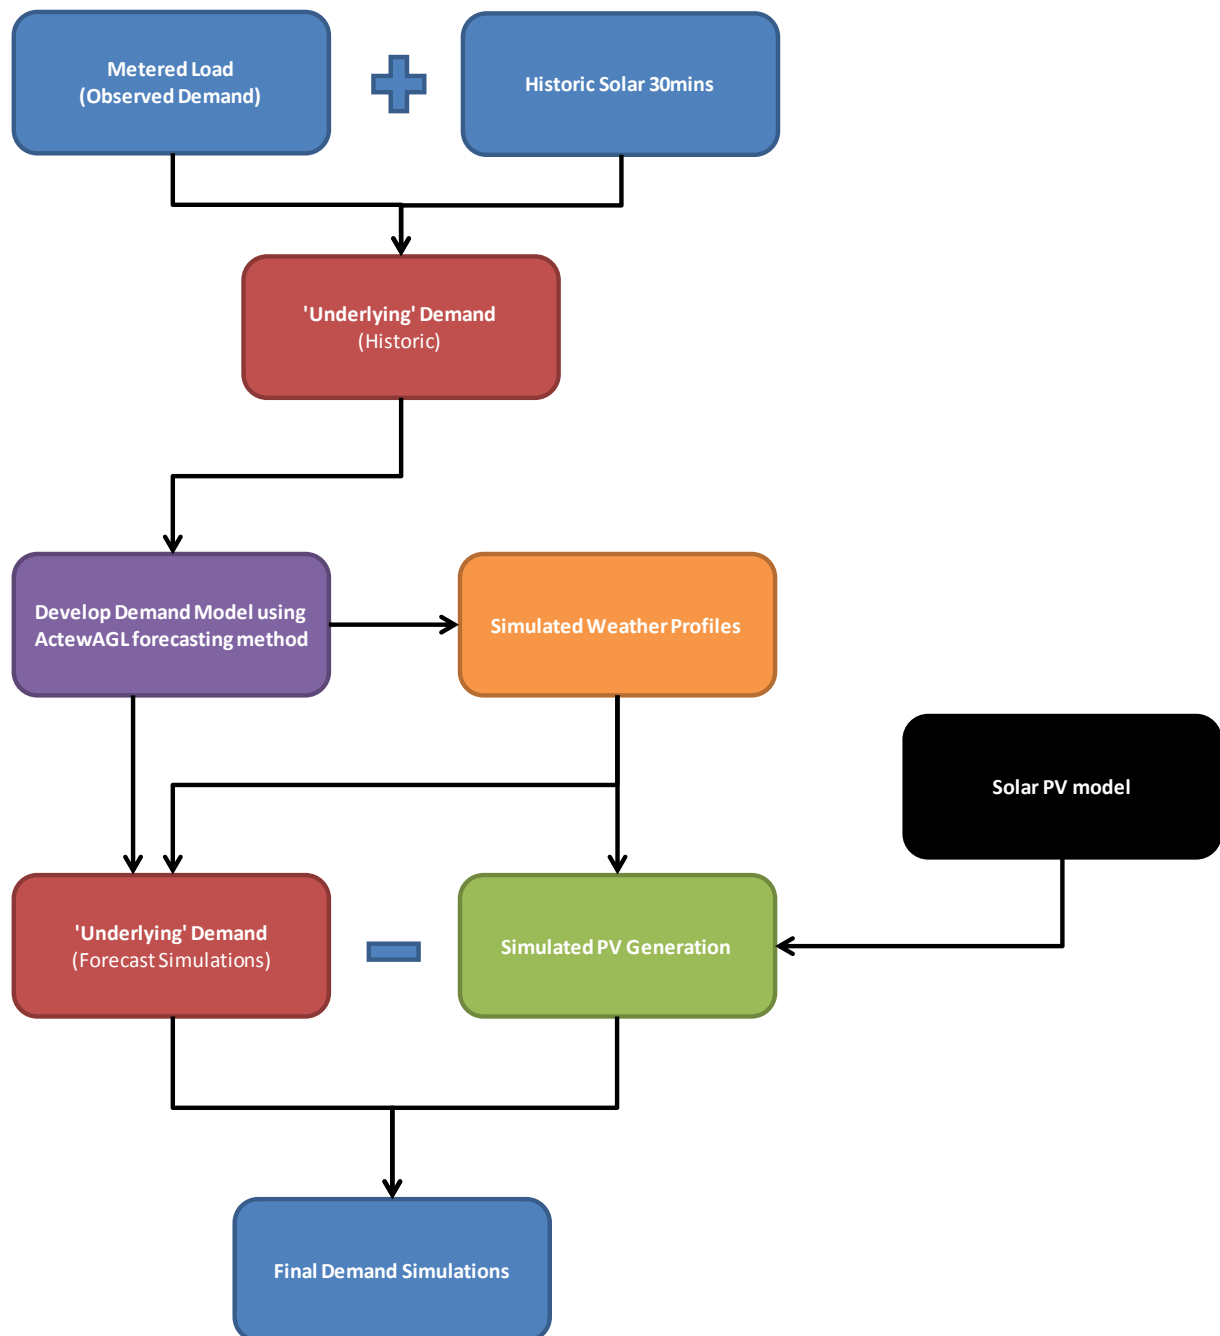 Metered Load
(Observed Demand)
Historic Solar 30mins
'Underlying' Demand
(Historic)
Develop Demand Model using
ActewAGL forecasting method
Simulated Weather Profiles
Solar PV model
'Underlying' Demand
(Forecast Simulations)
Simulated PV Generation
Final Demand Simulations